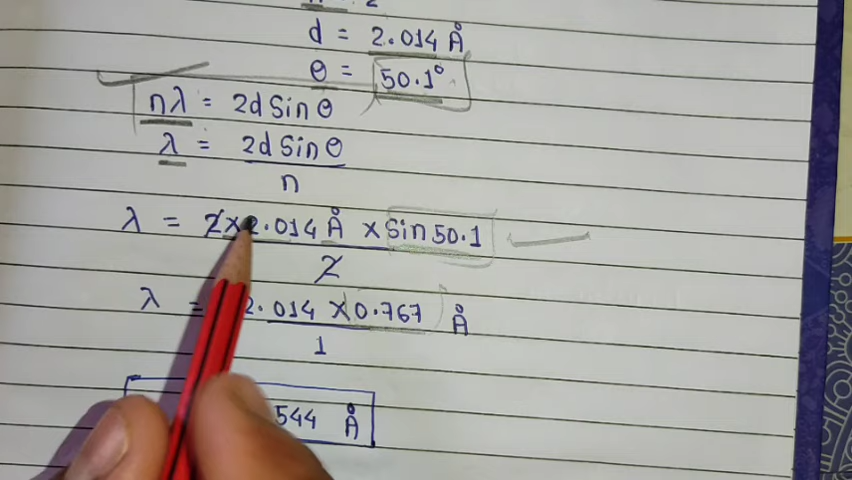 2
d = 2.014 Å
θ = 50.1°
nλ = 2d Sin θ
λ = 2d Sin θ
n
λ = 2 × 2.014 Å × Sin 50.1
2
λ = 2.014 × 0.767 Å
1
544 Å